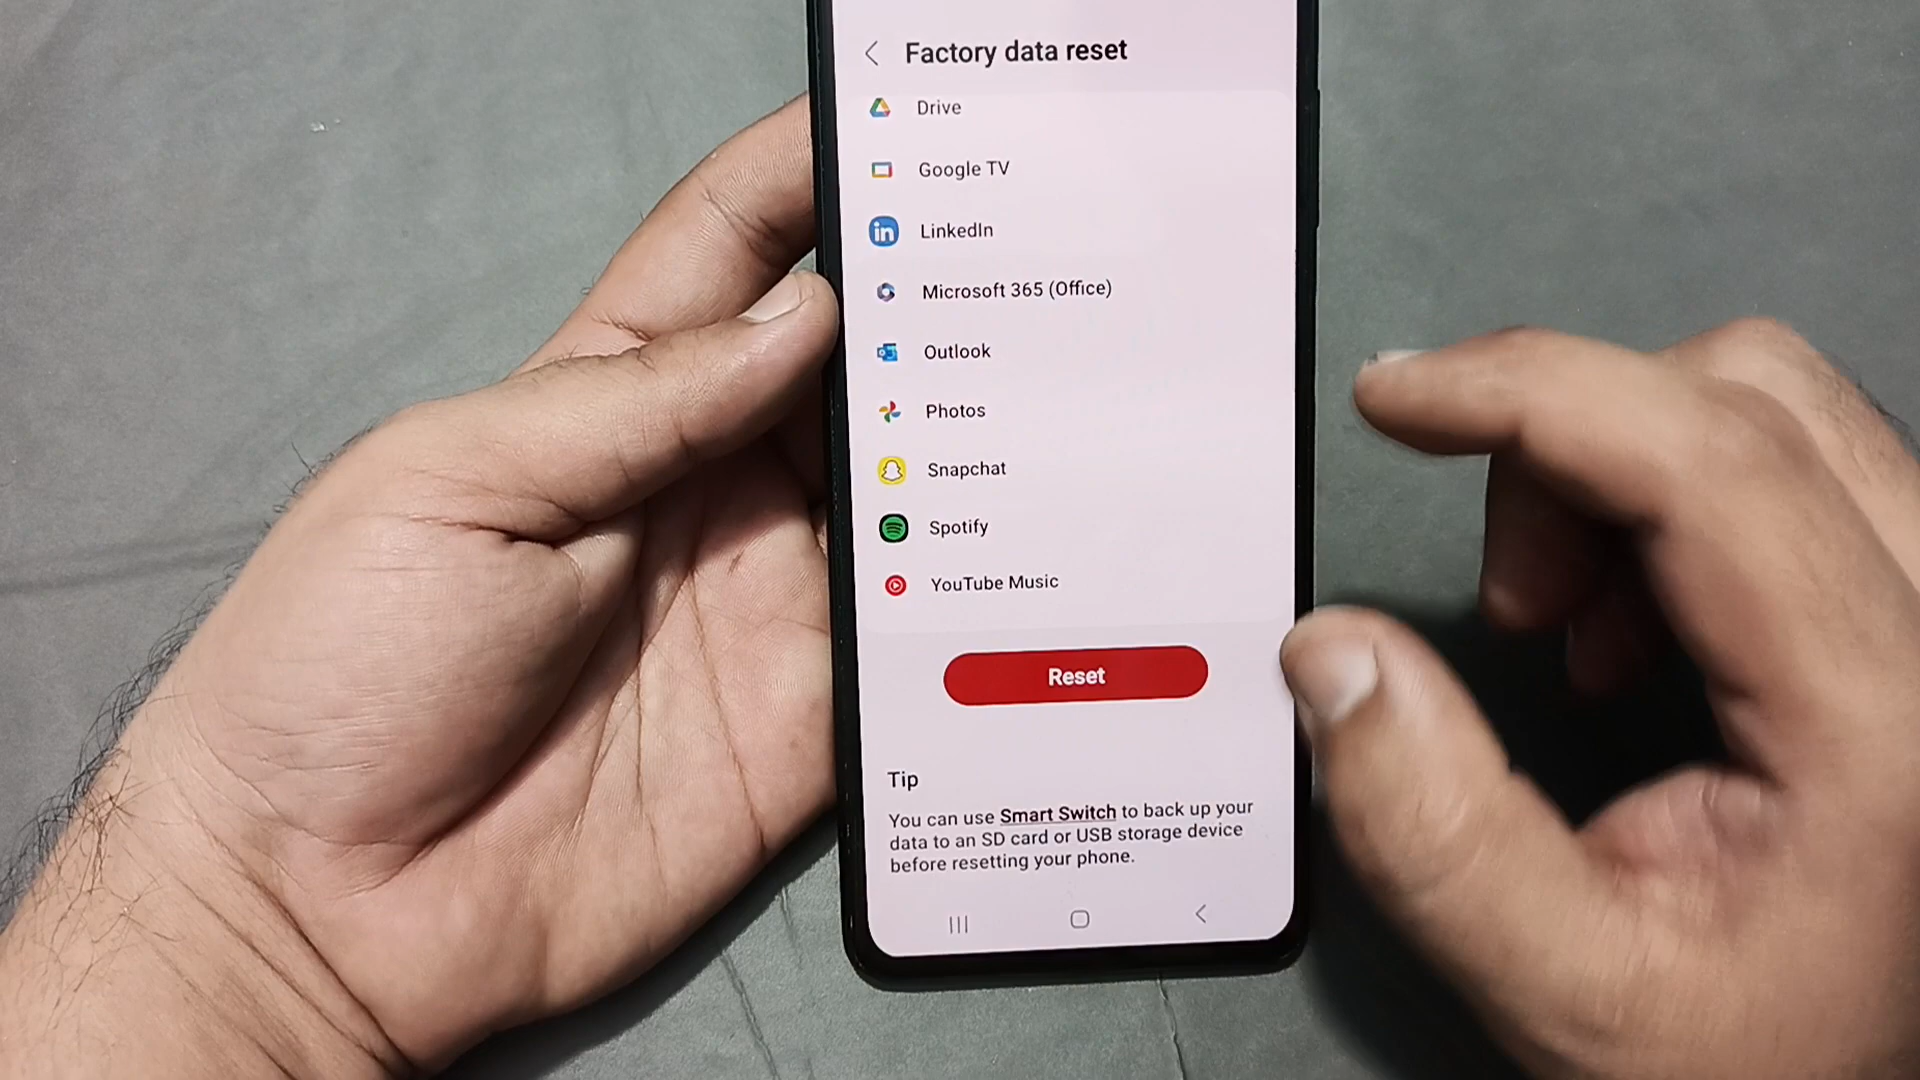 Factory data reset
Drive
Google TV
in LinkedIn
Microsoft 365 (Office)
Outlook
Photos
Snapchat
Spotify
YouTube Music
Reset
Tip
You can use Smart Switch to back up your
data to an SD card or USB storage device
before resetting your phone.